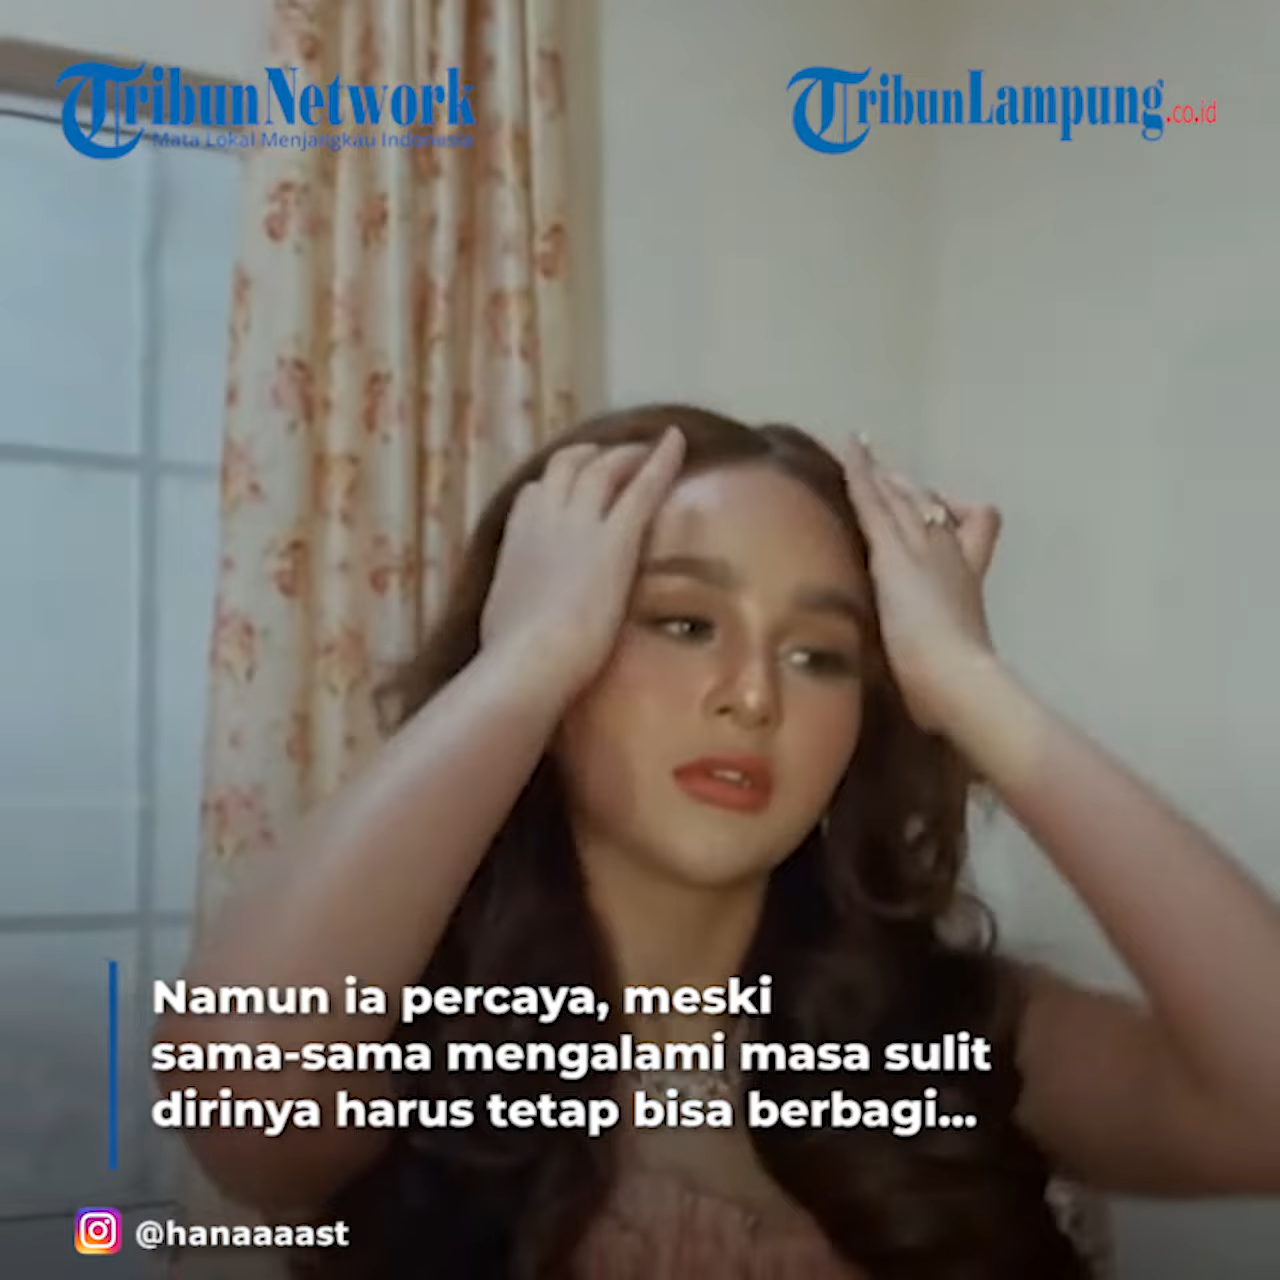 TribunNetwork
Mata Lokal Menjangkau Indonesia
TribunLampung.co.id
Namun ia percaya, meski
sama-sama mengalami masa sulit
dirinya harus tetap bisa berbagi...
@hanaaaast